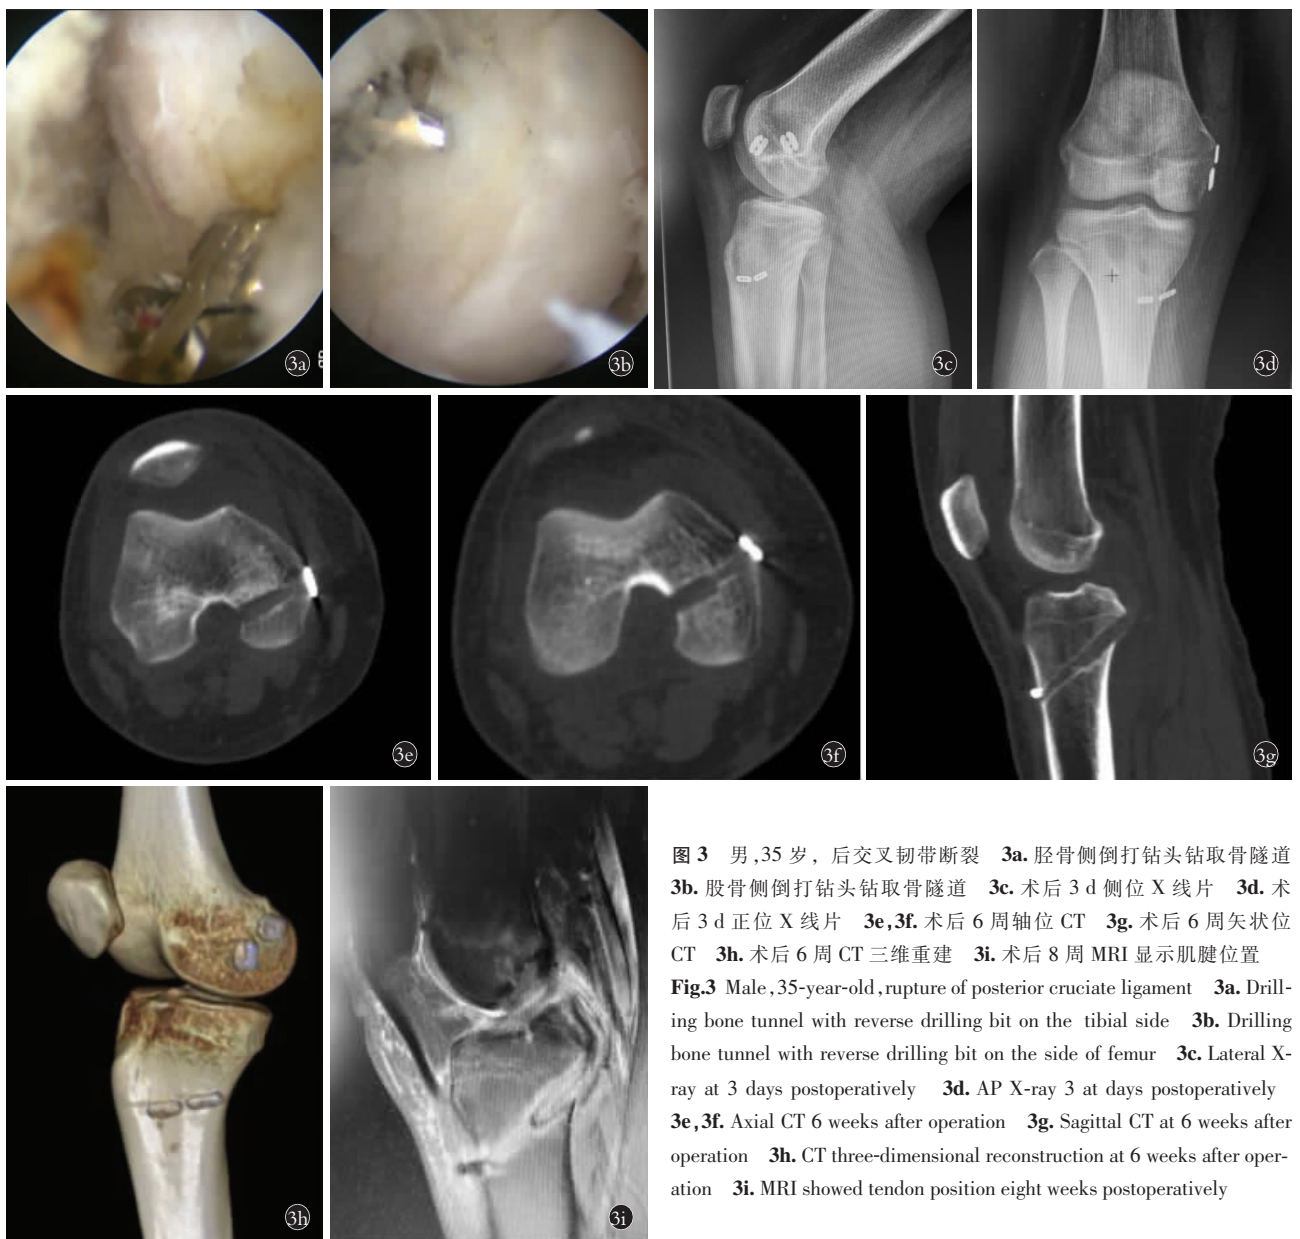 3a
3b
3c
3d
3e
3f
3g
3h
3i
图 3 男,35 岁，后交叉韧带断裂 3a. 胫骨侧倒打钻头钻取骨隧道
3b. 股骨侧倒打钻头钻取骨隧道 3c. 术后 3 d 侧位 X 线片 3d. 术
后 3 d 正位 X 线片 3e,3f. 术后 6 周轴位 CT 3g. 术后 6 周矢状位
CT 3h. 术后 6 周 CT 三维重建 3i. 术后 8 周 MRI 显示肌腱位置
Fig.3 Male,35-year-old,rupture of posterior cruciate ligament 3a. Drill-
ing bone tunnel with reverse drilling bit on the tibial side 3b. Drilling
bone tunnel with reverse drilling bit on the side of femur 3c. Lateral X-
ray at 3 days postoperatively 3d. AP X-ray 3 at days postoperatively
3e,3f. Axial CT 6 weeks after operation 3g. Sagittal CT at 6 weeks after
operation 3h. CT three-dimensional reconstruction at 6 weeks after oper-
ation 3i. MRI showed tendon position eight weeks postoperatively